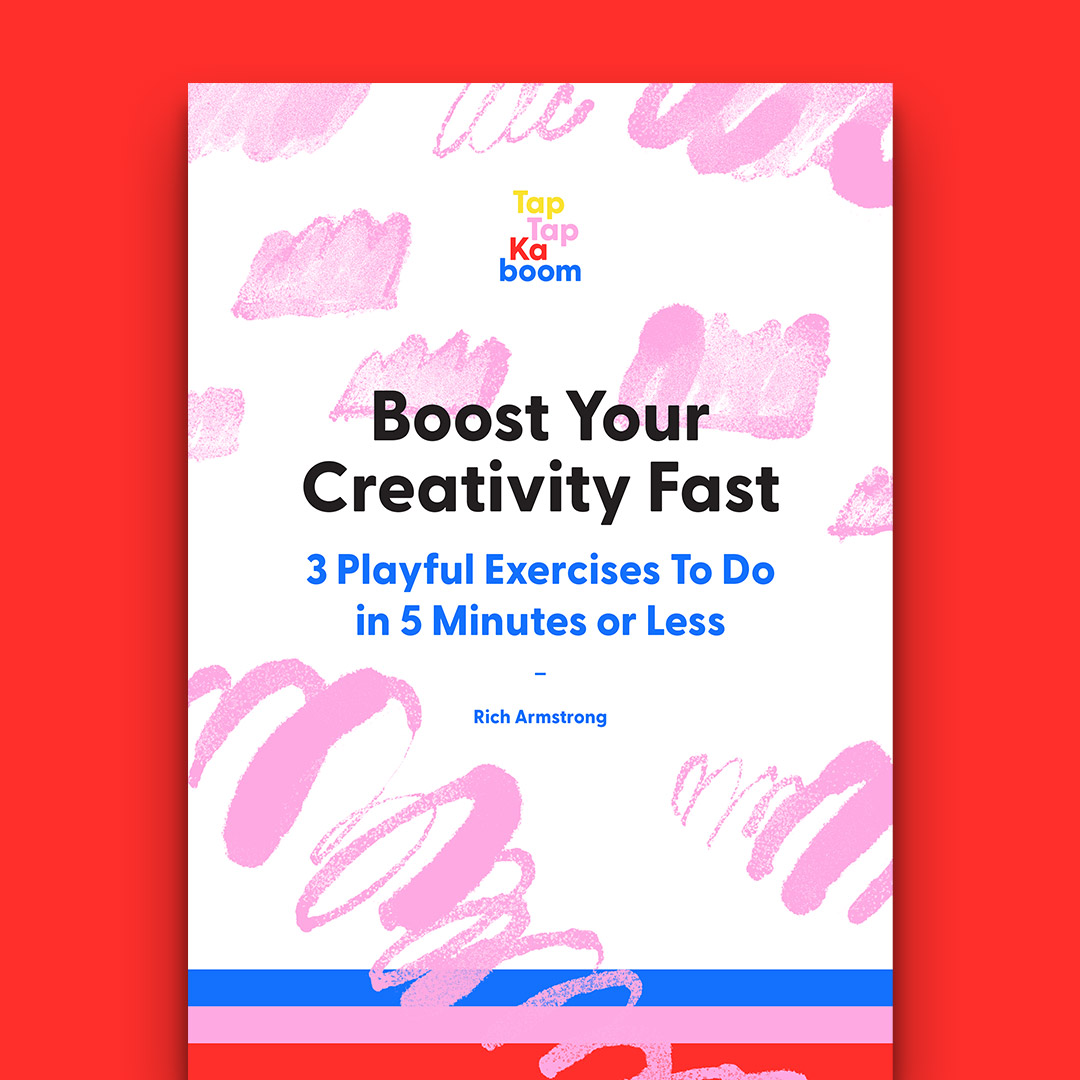 Tap
Tap
Ka
boom
Boost Your
Creativity Fast
3 Playful Exercises To Do
in 5 Minutes or Less
–
Rich Armstrong